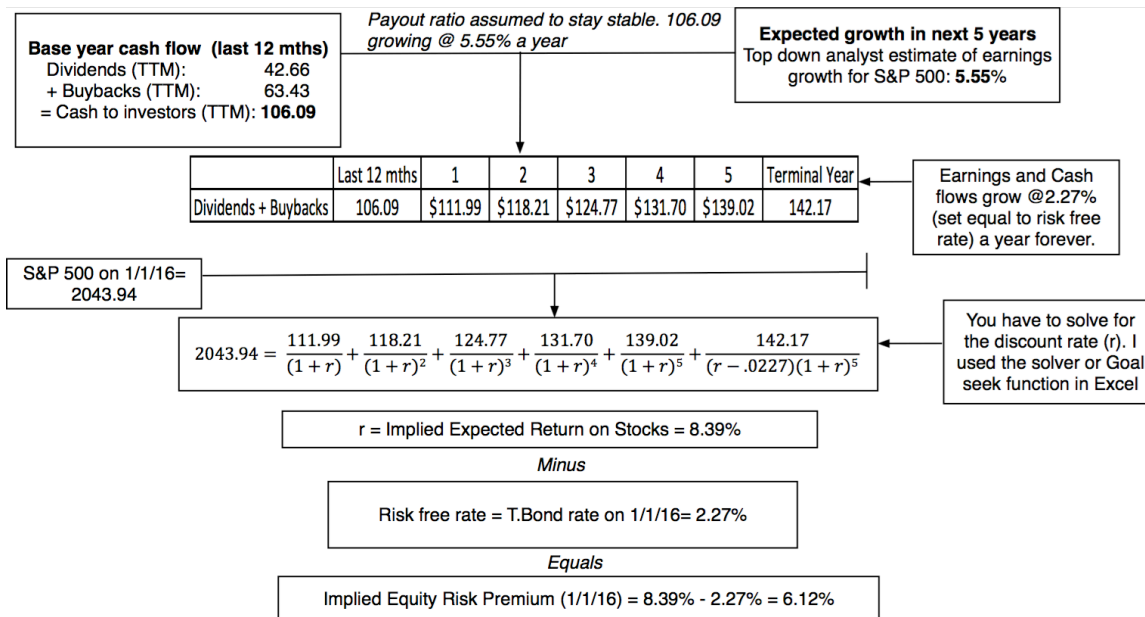 Base year cash flow (last 12 mths)
Dividends (TTM): 42.66
+ Buybacks (TTM): 63.43
= Cash to investors (TTM): 106.09
Payout ratio assumed to stay stable. 106.09
growing @ 5.55% a year
Expected growth in next 5 years
Top down analyst estimate of earnings
growth for S&P 500: 5.55%
Last 12 mths 1 2 3 4 5 Terminal Year
Dividends + Buybacks 106.09 $111.99 $118.21 $124.77 $131.70 $139.02 142.17
Earnings and Cash
flows grow @2.27%
(set equal to risk free
rate) a year forever.
S&P 500 on 1/1/16=
2043.94
2043.94 = 111.99/(1 + r) + 118.21/(1 + r)² + 124.77/(1 + r)³ + 131.70/(1 + r)⁴ + 139.02/(1 + r)⁵ + 142.17/(r − .0227)(1 + r)⁵
You have to solve for
the discount rate (r). I
used the solver or Goal
seek function in Excel
r = Implied Expected Return on Stocks = 8.39%
Minus
Risk free rate = T.Bond rate on 1/1/16= 2.27%
Equals
Implied Equity Risk Premium (1/1/16) = 8.39% - 2.27% = 6.12%